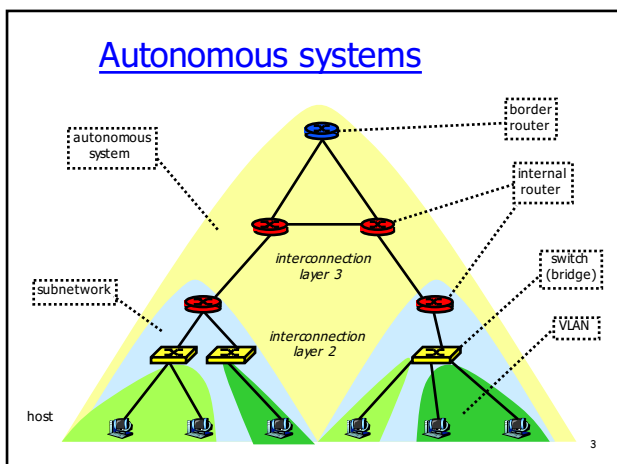 Autonomous systems
border
router
autonomous
system
internal
router
interconnection
layer 3
switch
(bridge)
subnetwork
interconnection
layer 2
VLAN
host
3